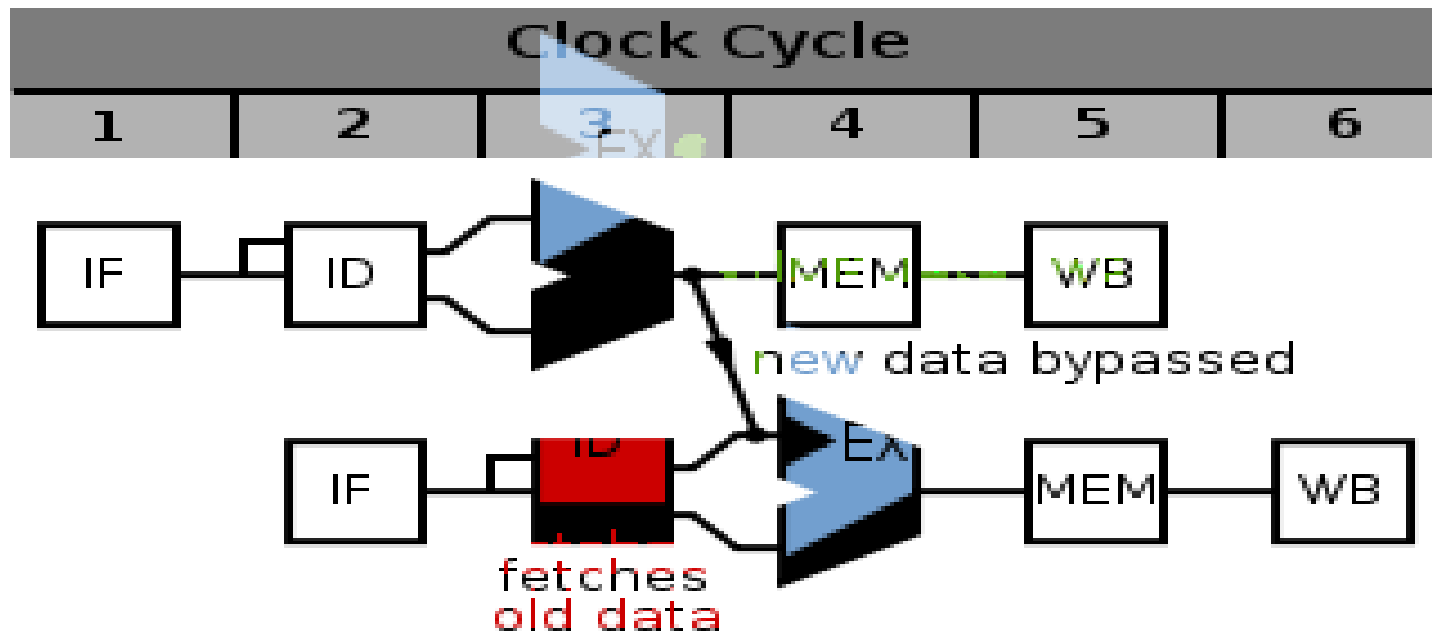 Clock Cycle
1 2 3 4 5 6
EX
IF ID MEM WB
new data bypassed
IF ID EX MEM WB
fetches
old data